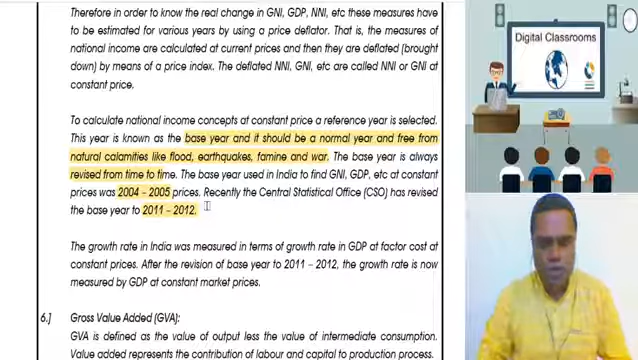 Therefore in order to know the real change in GNI, GDP, NNI, etc these measures have
to be estimated for various years by using a price deflator. That is, the measures of
national income are calculated at current prices and then they are deflated (brought
down) by means of a price index. The deflated NNI, GNI, etc are called NNI or GNI at
constant price.
To calculate national income concepts at constant price a reference year is selected.
This year is known as the base year and it should be a normal year and free from
natural calamities like flood, earthquakes, famine and war. The base year is always
revised from time to time. The base year used in India to find GNI, GDP, etc at constant
prices was 2004 – 2005 prices. Recently the Central Statistical Office (CSO) has revised
the base year to 2011 – 2012.
The growth rate in India was measured in terms of growth rate in GDP at factor cost at
constant prices. After the revision of base year to 2011 – 2012, the growth rate is now
measured by GDP at constant market prices.
6.] Gross Value Added (GVA):
GVA is defined as the value of output less the value of intermediate consumption.
Value added represents the contribution of labour and capital to production process.
Digital Classrooms